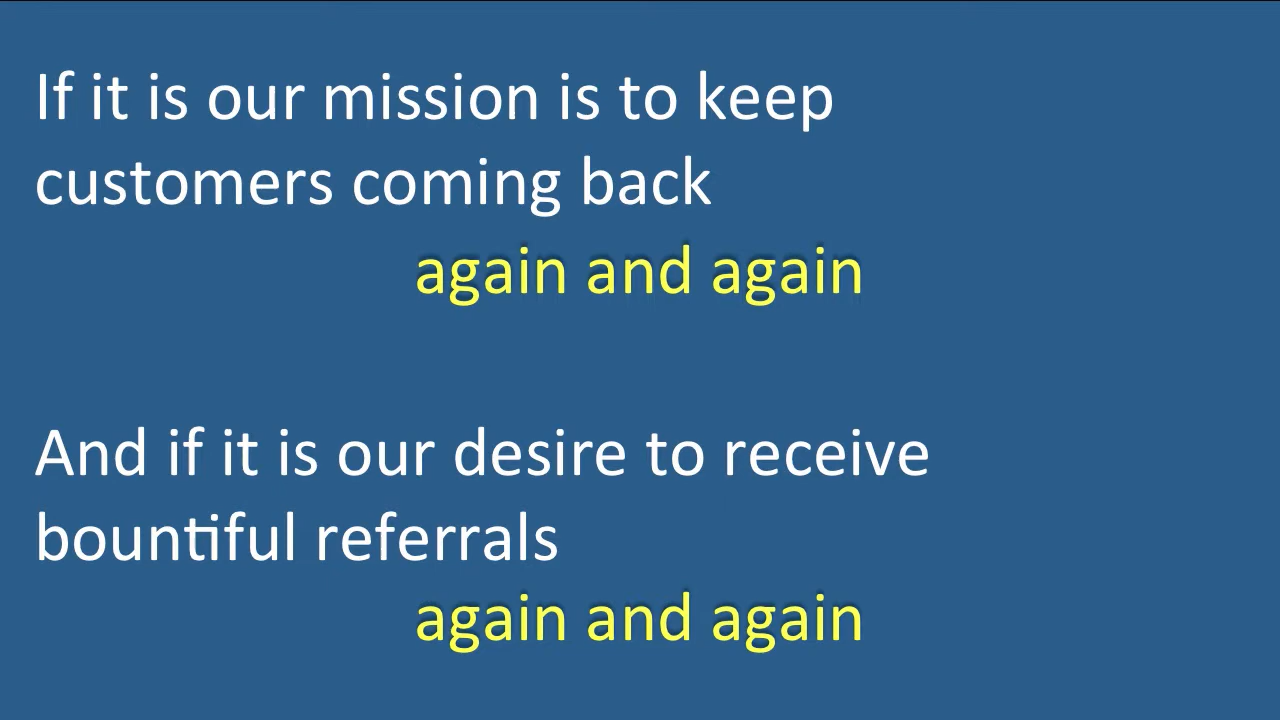 If it is our mission is to keep
customers coming back
again and again
And if it is our desire to receive
bountiful referrals
again and again